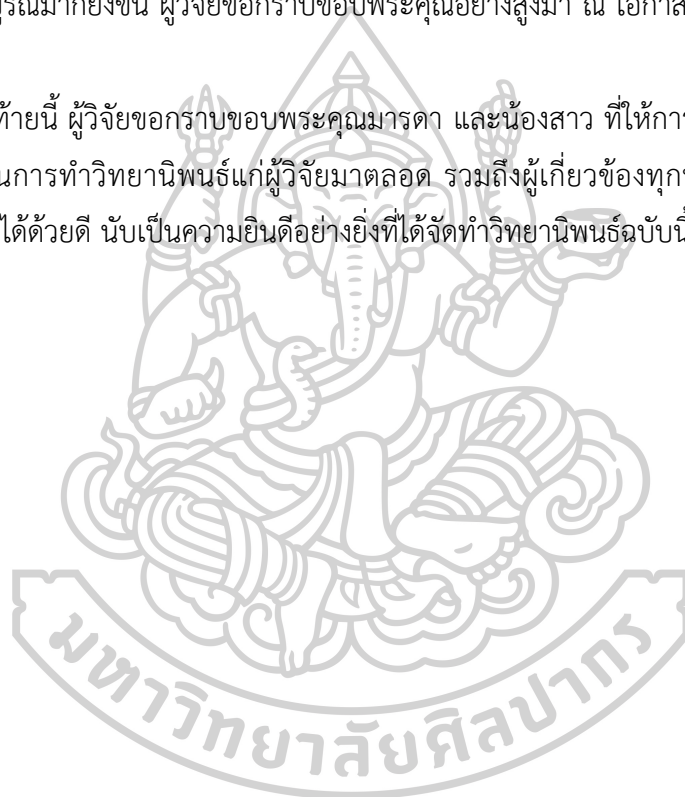 บูรณ์มากยิ่งขึ้น ผู้วิจัยขอกราบขอบพระคุณอย่างสูงมา ณ โอกาส
ท้ายนี้ ผู้วิจัยขอกราบขอบพระคุณมารดา และน้องสาว ที่ให้การ
นการทำวิทยานิพนธ์แก่ผู้วิจัยมาตลอด รวมถึงผู้เกี่ยวข้องทุก
ได้ด้วยดี นับเป็นความยินดีอย่างยิ่งที่ได้จัดทำวิทยานิพนธ์ฉบับนี้
มหาวิทยาลัยศิลปากร